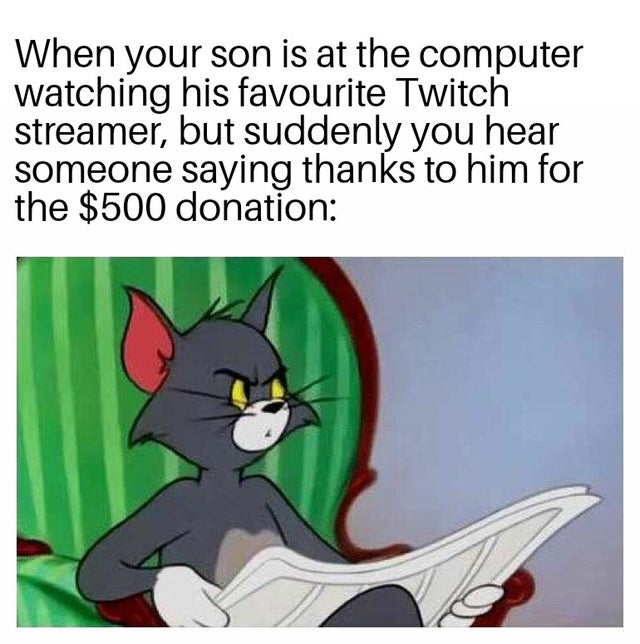 When your son is at the computer
watching his favourite Twitch
streamer, but suddenly you hear
someone saying thanks to him for
the $500 donation: